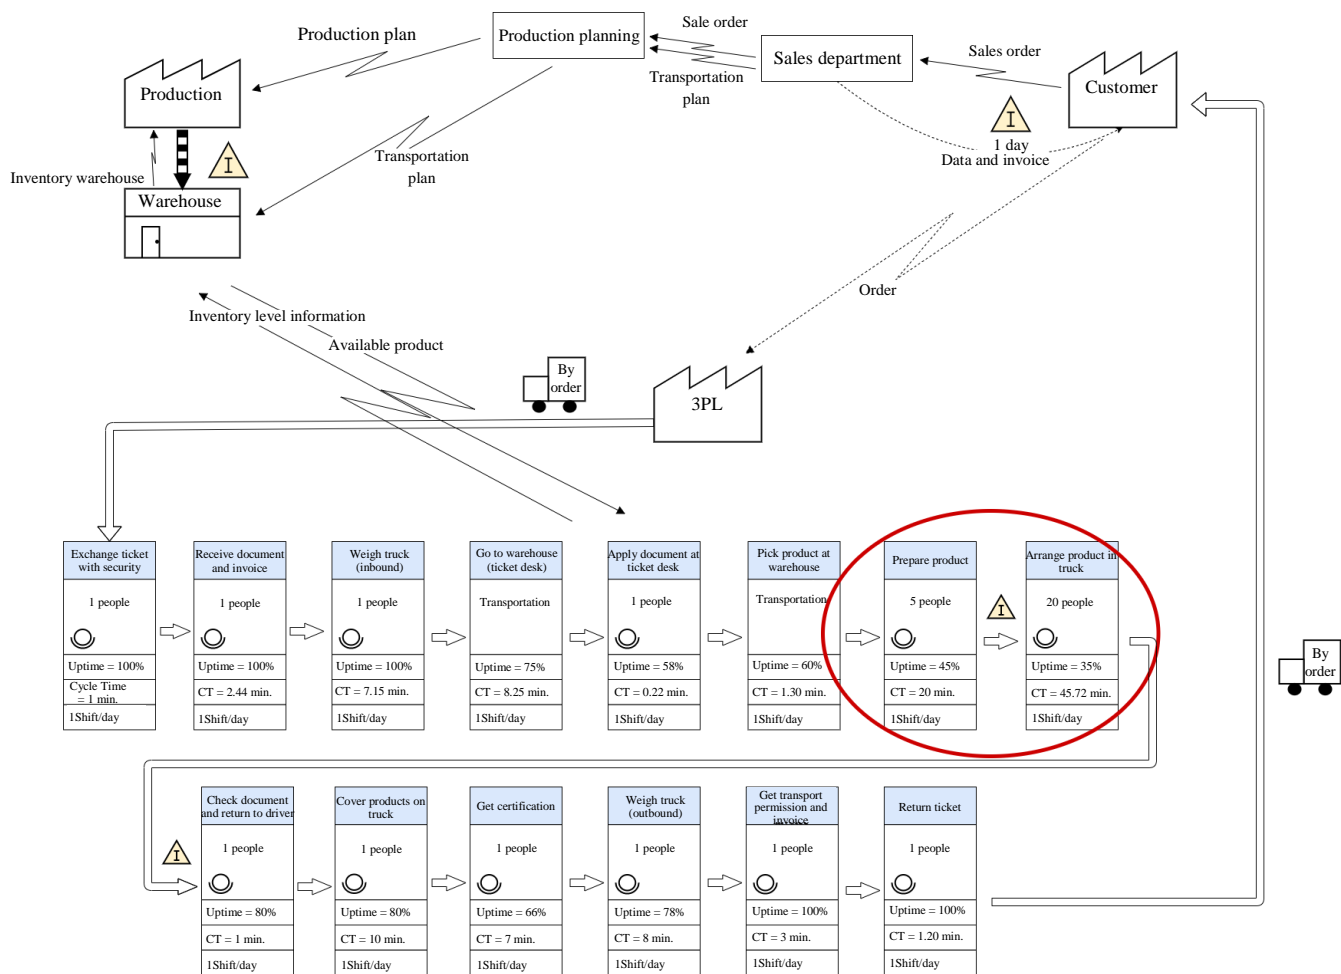 Production plan
Production planning
Sale order
Transportation
plan
Sales department
Sales order
Customer
Production
I
Inventory warehouse
Warehouse
Transportation
plan
I
1 day
Data and invoice
Order
Inventory level information
Available product
By
order
3PL
Exchange ticket
with security
1 people
Uptime = 100%
Cycle Time
= 1 min.
1Shift/day
Receive document
and invoice
1 people
Uptime = 100%
CT = 2.44 min.
1Shift/day
Weigh truck
(inbound)
1 people
Uptime = 100%
CT = 7.15 min.
1Shift/day
Go to warehouse
(ticket desk)
Transportation
Uptime = 75%
CT = 8.25 min.
1Shift/day
Apply document at
ticket desk
1 people
Uptime = 58%
CT = 0.22 min.
1Shift/day
Pick product at
warehouse
Transportation
Uptime = 60%
CT = 1.30 min.
1Shift/day
Prepare product
5 people
Uptime = 45%
CT = 20 min.
1Shift/day
I
Arrange product in
truck
20 people
Uptime = 35%
CT = 45.72 min.
1Shift/day
By
order
I
Check document
and return to driver
1 people
Uptime = 80%
CT = 1 min.
1Shift/day
Cover products on
truck
1 people
Uptime = 80%
CT = 10 min.
1Shift/day
Get certification
1 people
Uptime = 66%
CT = 7 min.
1Shift/day
Weigh truck
(outbound)
1 people
Uptime = 78%
CT = 8 min.
1Shift/day
Get transport
permission and
invoice
1 people
Uptime = 100%
CT = 3 min.
1Shift/day
Return ticket
1 people
Uptime = 100%
CT = 1.20 min.
1Shift/day